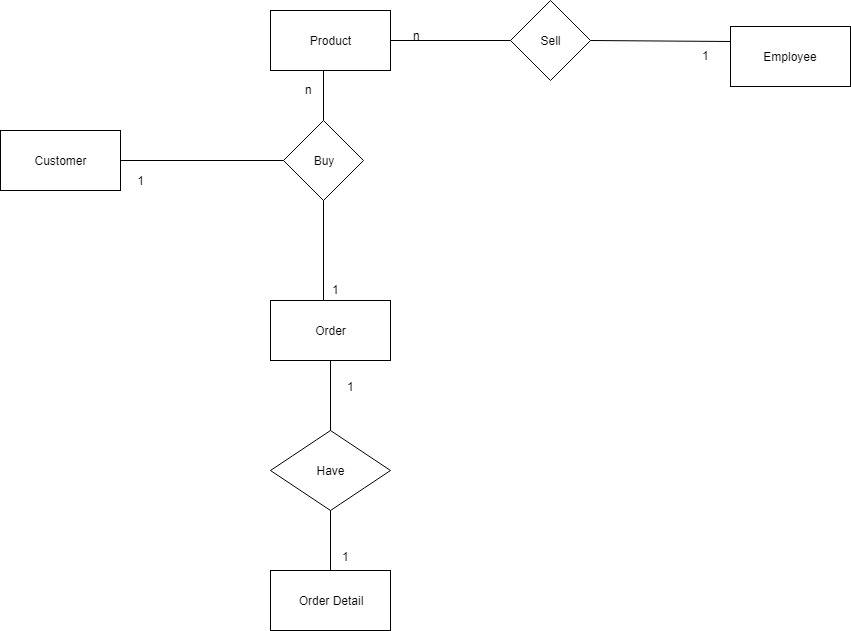 Product
n
Sell
1
Employee
n
Customer
1
Buy
1
Order
1
Have
1
Order Detail